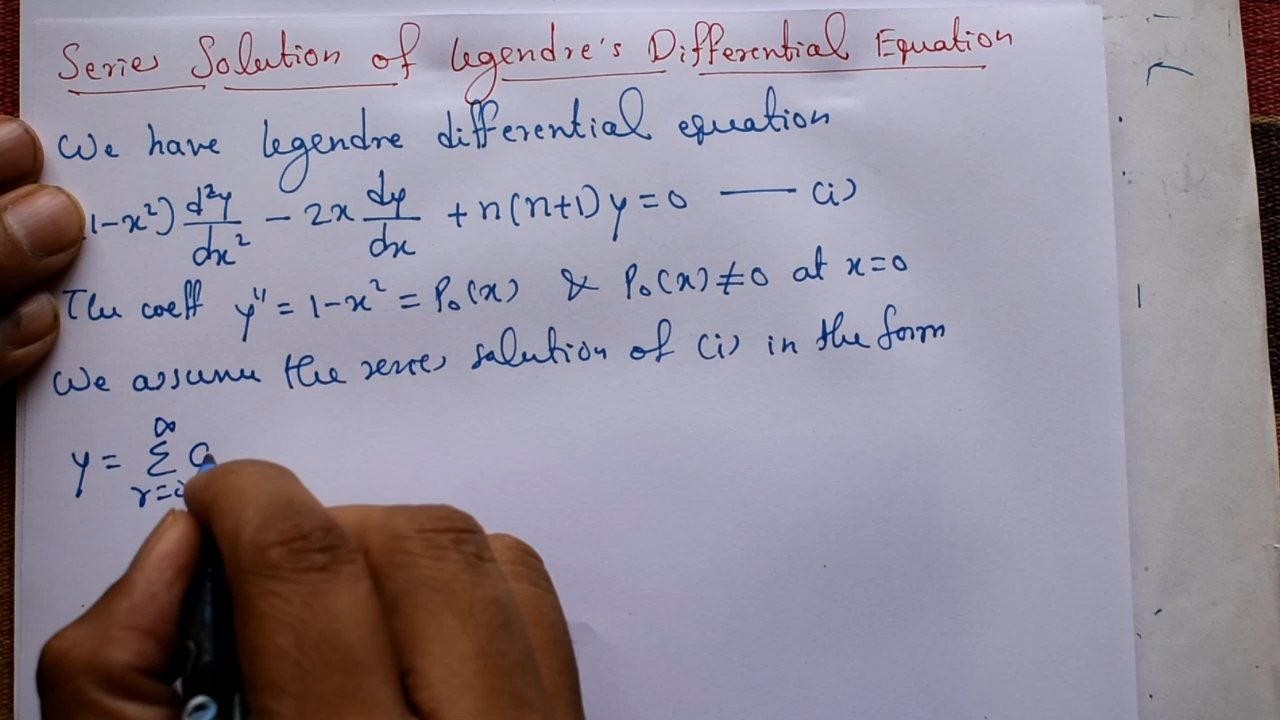 Series Solution of Legendre's Differential Equation
We have Legendre differential equation
1-x²) d²y/dx² - 2x dy/dx + n(n+1) y = 0 —— (i)
The coeff y" = 1-x² = P₀(x) & P₀(x) ≠ 0 at x=0
We assume the series solution of (i) in the form
y = ∑ ∞ r=